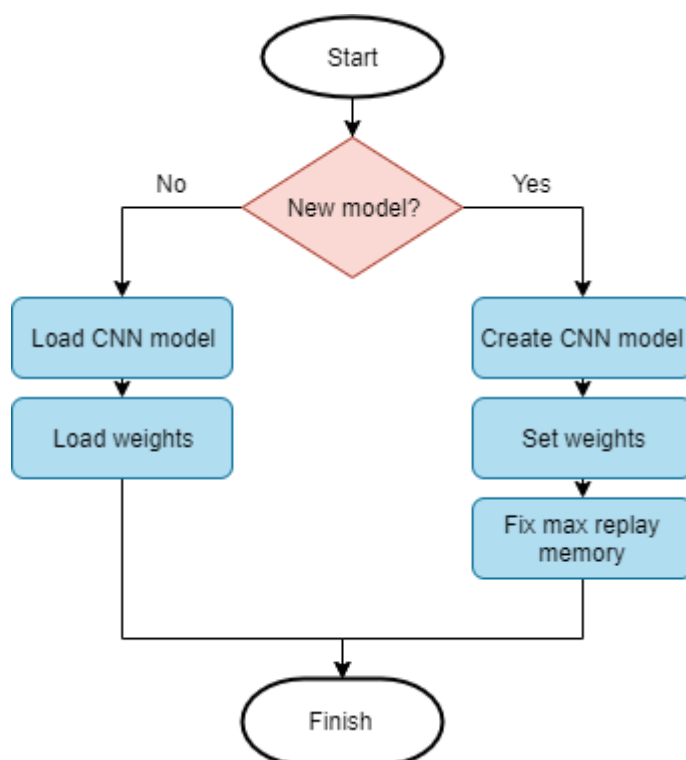 Start
No
Yes
New model?
Load CNN model
Create CNN model
Load weights
Set weights
Fix max replay
memory
Finish